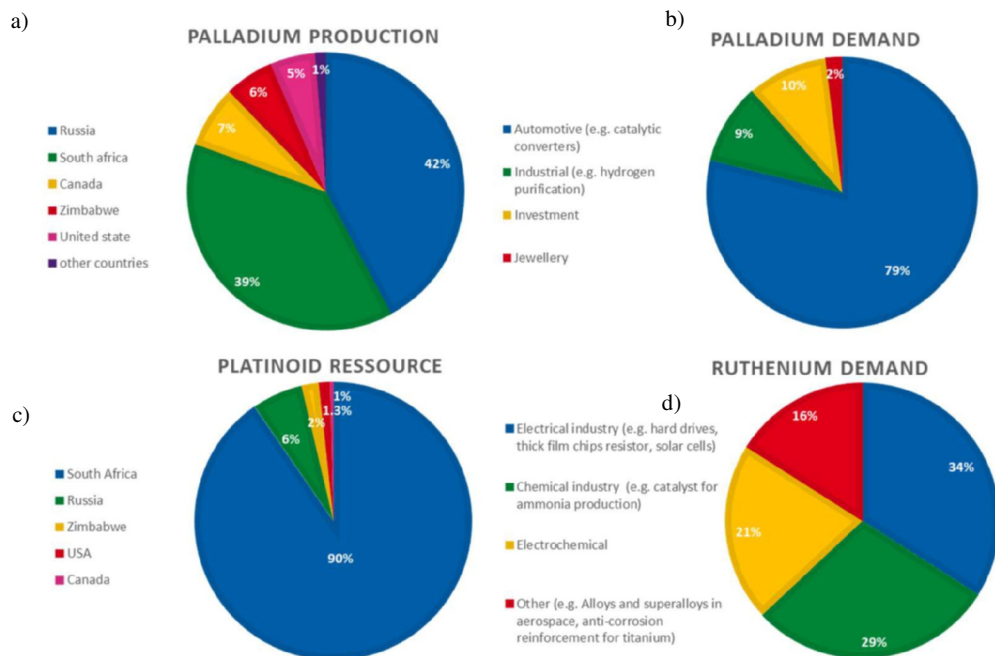 a)
PALLADIUM PRODUCTION
Russia
South africa
Canada
Zimbabwe
United state
other countries
42%
39%
7%
6%
5%
1%
b)
PALLADIUM DEMAND
Automotive (e.g. catalytic
converters)
Industrial (e.g. hydrogen
purification)
Investment
Jewellery
79%
9%
10%
2%
c)
PLATINOID RESSOURCE
South Africa
Russia
Zimbabwe
USA
Canada
90%
6%
2%
1.3%
1%
d)
RUTHENIUM DEMAND
Electrical industry (e.g. hard drives,
thick film chips resistor, solar cells)
Chemical industry (e.g. catalyst for
ammonia production)
Electrochemical
Other (e.g. Alloys and superalloys in
aerospace, anti-corrosion
reinforcement for titanium)
34%
29%
21%
16%